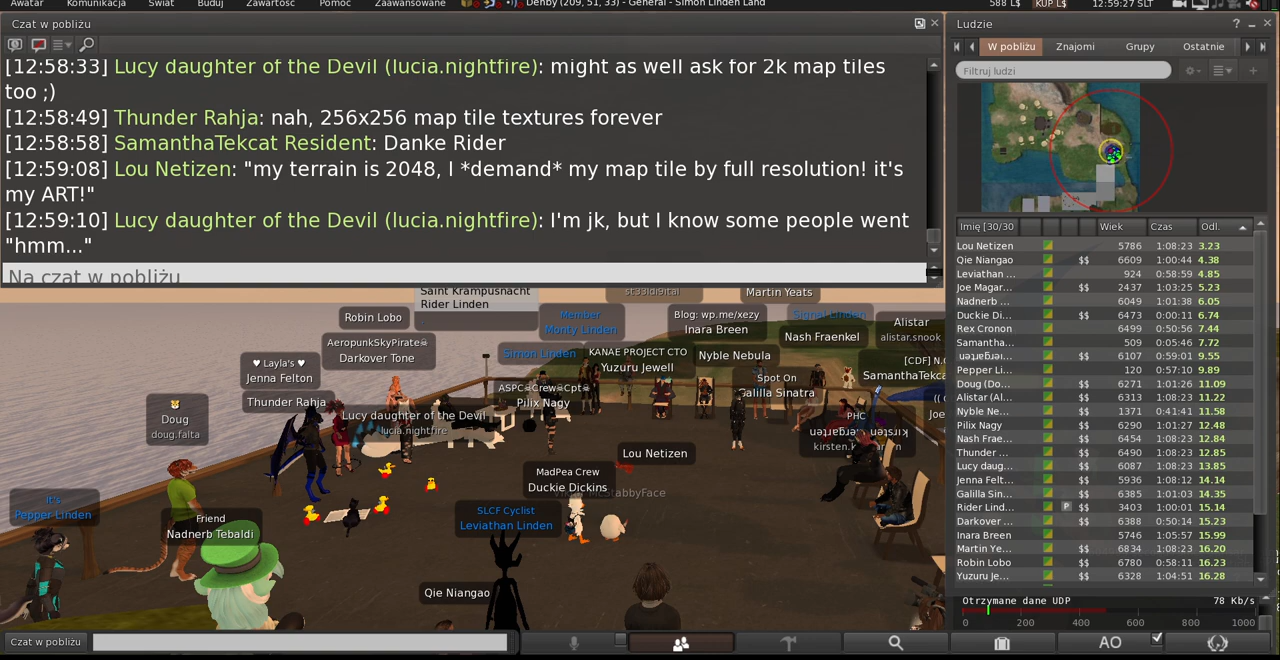 Awatar Komunikacja Świat Buduj Zawartość Pomoc Zaawansowane Denby (209, 51, 33) - General - Simon Linden Land 588 L$ KUP L$ 12:59:27 SLT
Czat w pobliżu
[12:58:33] Lucy daughter of the Devil (lucia.nightfire): might as well ask for 2k map tiles
too ;)
[12:58:49] Thunder Rahja: nah, 256x256 map tile textures forever
[12:58:58] SamanthaTekcat Resident: Danke Rider
[12:59:08] Lou Netizen: "my terrain is 2048, I *demand* my map tile by full resolution! it's
my ART!"
[12:59:10] Lucy daughter of the Devil (lucia.nightfire): I'm jk, but I know some people went
"hmm..."
Na czat w pobliżu
Ludzie
W pobliżu Znajomi Grupy Ostatnie
Filtruj ludzi
Imię [30/30 Wiek Czas Odl.
Lou Netizen 5786 1:08:23 3.23
Qie Niangao $$ 6609 1:00:44 4.38
Leviathan ... 924 0:58:59 4.85
Joe Magar... $$ 2437 1:03:25 5.23
Nadnerb ... 6049 1:01:38 6.05
Duckie Di... $$ 6473 0:00:11 6.74
Rex Cronon 6499 0:50:56 7.44
Samantha... 509 0:05:46 7.72
$$ 6107 0:59:01 9.55
Pepper Li... 120 0:57:10 9.89
Doug (Do... $$ 6271 1:01:26 11.09
Alistar (Al... $$ 6313 1:08:23 11.22
Nyble Ne... $$ 1371 0:41:41 11.58
Pilix Nagy $$ 6290 1:01:27 12.48
Nash Frae... $$ 6454 1:08:23 12.84
Thunder ... $$ 6490 1:08:23 12.85
Lucy daug... $$ 6087 1:08:23 13.85
Jenna Felt... $$ 5936 1:08:12 14.14
Galilla Sin... $$ 6385 1:01:03 14.35
Rider Lind... P $$ 3403 1:00:01 15.14
Darkover ... $$ 6388 0:50:14 15.23
Inara Breen 5746 1:05:57 15.99
Martin Ye... $$ 6834 1:08:23 16.20
Robin Lobo $$ 6780 0:58:11 16.23
Yuzuru Je... $$ 6328 1:04:51 16.28
Otrzymane dane UDP 78 Kb/s
0 200 400 600 800 1000
Saint Krampusnacht
Rider Linden
Martin Yeats
Robin Lobo
Member
Monty Linden
Blog: wp.me/xezy
Inara Breen
Signal Linden
Nash Fraenkel
Alistar
alistair.snook
AeropunkSkyPirate☠
Darkover Tone
Simon Linden
KANAE PROJECT CTO
Yuzuru Jewell
Nyble Nebula
♥ Layla's ♥
Jenna Felton
[CDF] N.
SamanthaTekca
Spot On
Galilla Sinatra
ASPC☠Crew☠Cpt☠
Pilix Nagy
Thunder Rahja
Doug
doug.falta
Lucy daughter of the Devil
lucia.nightfire
PHC
Joe
Lou Netizen
MadPea Crew
Duckie Dickins
It's
Pepper Linden
SLCF Cyclist
Leviathan Linden
Friend
Nadnerb Tebaldi
Qie Niangao
Czat w pobliżu
AO